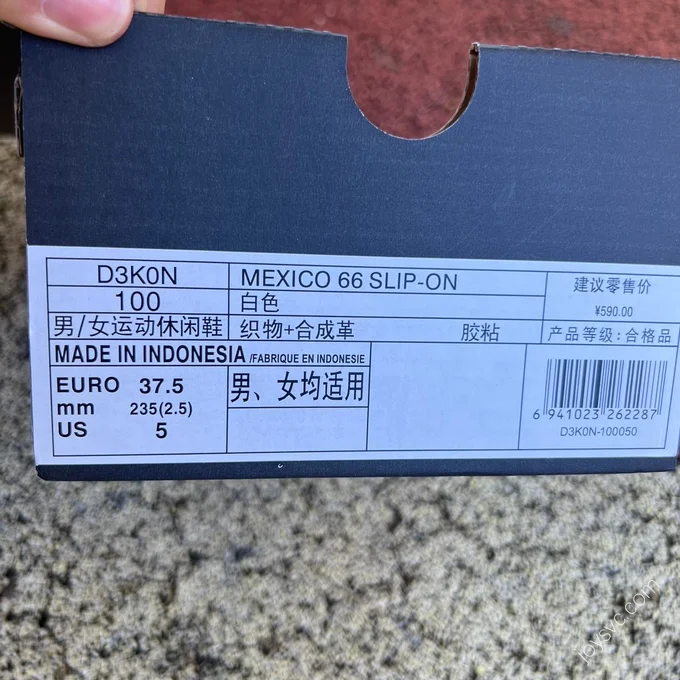 D3K0N MEXICO 66 SLIP-ON
建议零售价
100 白色
¥590.00
男/女运动休闲鞋 织物+合成革 胶粘 产品等级:合格品
MADE IN INDONESIA /FABRIQUE EN INDONESIE
EURO 37.5 男、女均适用
mm 235(2.5)
US 5
6 941023 262287
D3K0N-100050
joysvc.com